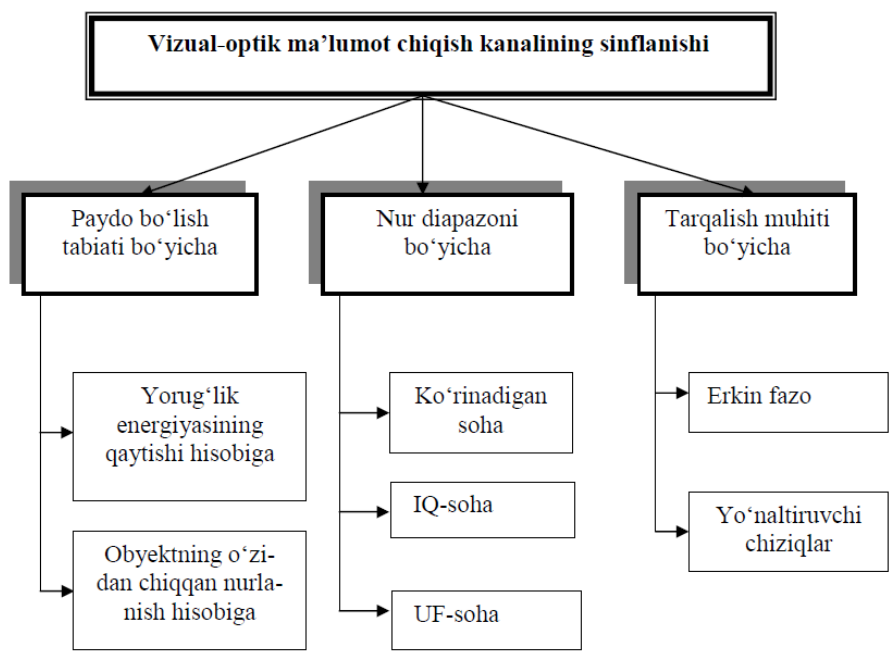 Vizual-optik ma’lumot chiqish kanalining sinflanishi
Paydo bo‘lish
tabiati bo‘yicha
Yorug‘lik
energiyasining
qaytishi hisobiga
Obyektning o‘zi-
dan chiqqan nurla-
nish hisobiga
Nur diapazoni
bo‘yicha
Ko‘rinadigan
soha
IQ-soha
UF-soha
Tarqalish muhiti
bo‘yicha
Erkin fazo
Yo‘naltiruvchi
chiziqlar